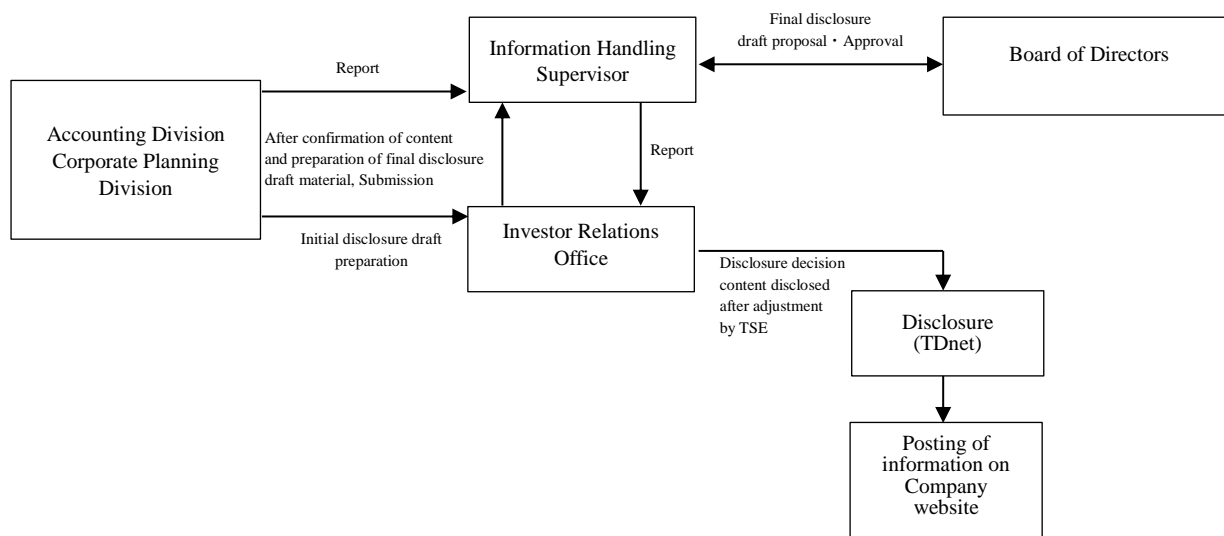 Final disclosure
draft proposal・Approval
Information Handling
Supervisor
Board of Directors
Report
Accounting Division
Corporate Planning
Division
After confirmation of content
and preparation of final disclosure
draft material, Submission
Report
Initial disclosure draft
preparation
Investor Relations
Office
Disclosure decision
content disclosed
after adjustment
by TSE
Disclosure
(TDnet)
Posting of
information on
Company
website